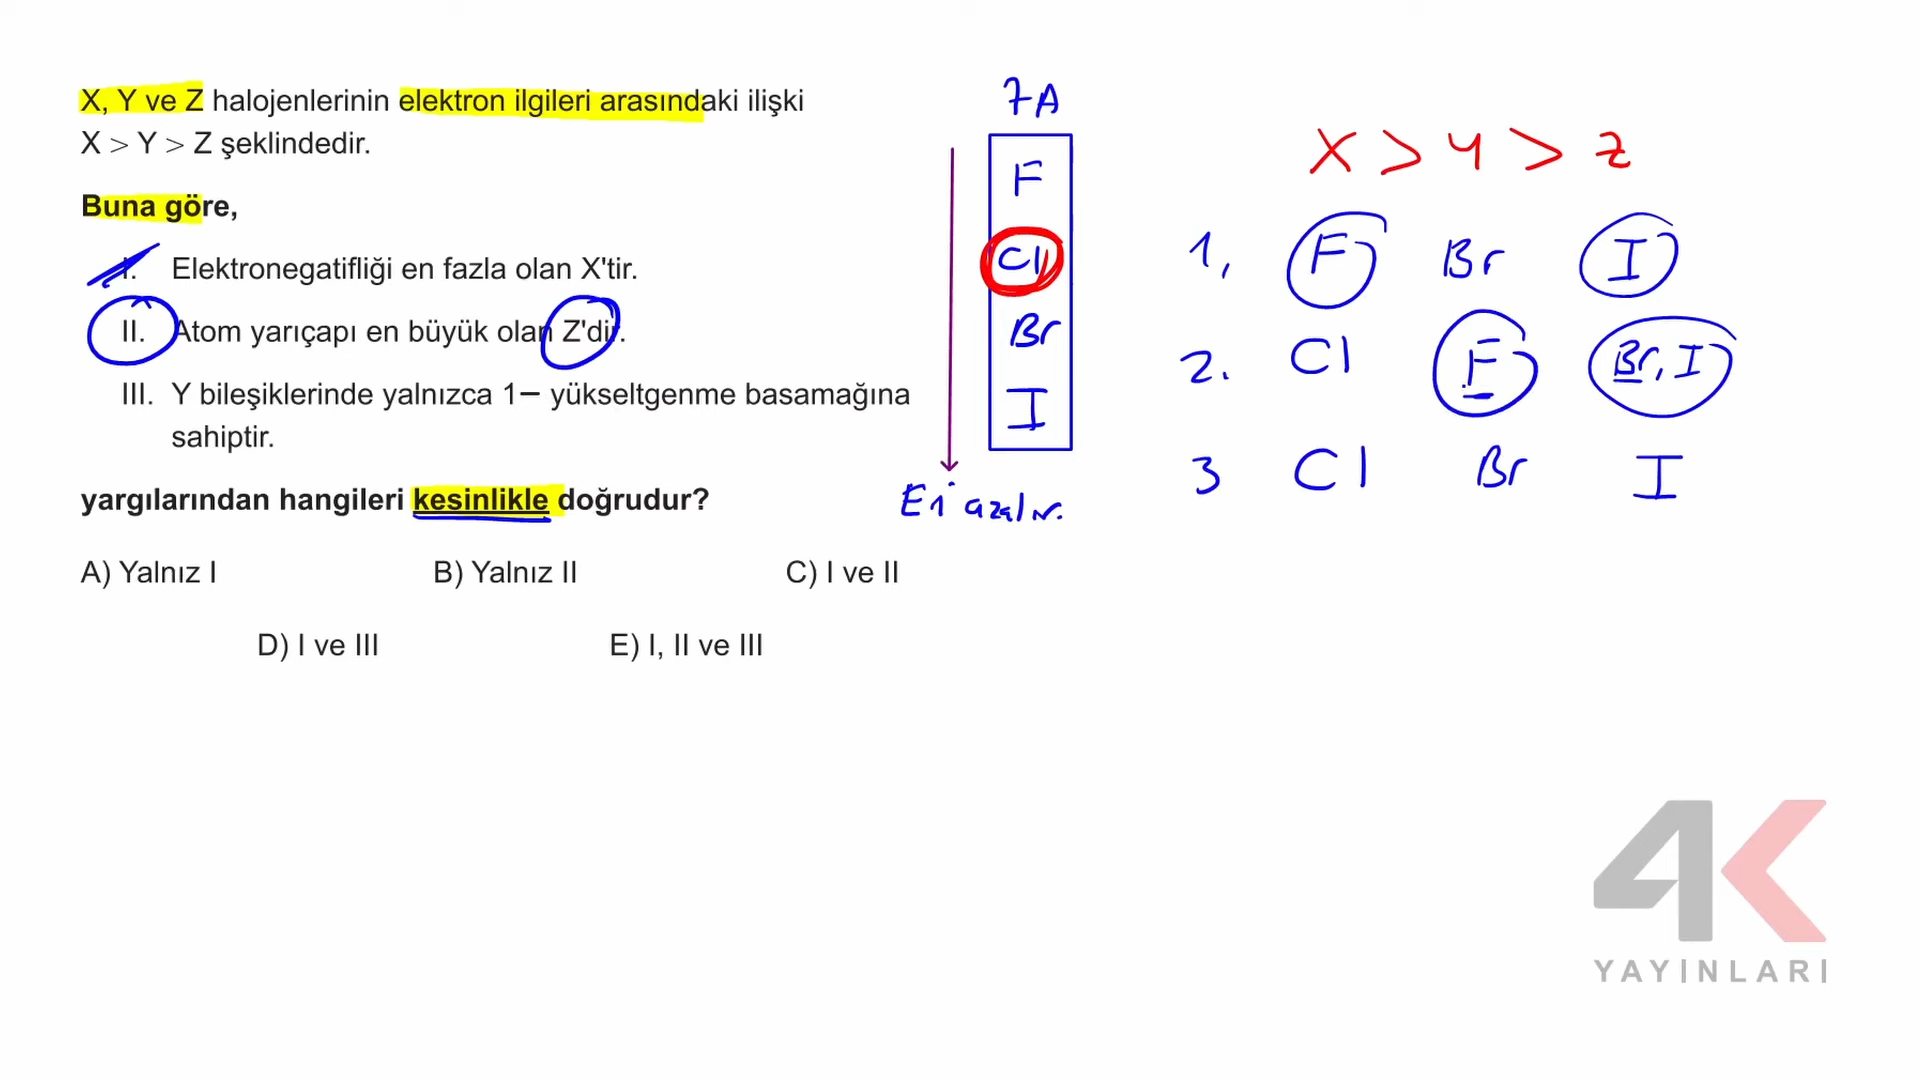 X, Y ve Z halojenlerinin elektron ilgileri arasındaki ilişki
X > Y > Z şeklindedir.
Buna göre,
I. Elektronegatifliği en fazla olan X'tir.
II. Atom yarıçapı en büyük olan Z'dir.
III. Y bileşiklerinde yalnızca 1− yükseltgenme basamağına
sahiptir.
yargılarından hangileri kesinlikle doğrudur?
A) Yalnız I B) Yalnız II C) I ve II
D) I ve III E) I, II ve III
7A
F
Cl
Br
I
Ei azalır.
X > Y > Z
1. F Br I
2. Cl F Br, I
3 Cl Br I
4K
YAYINLARI